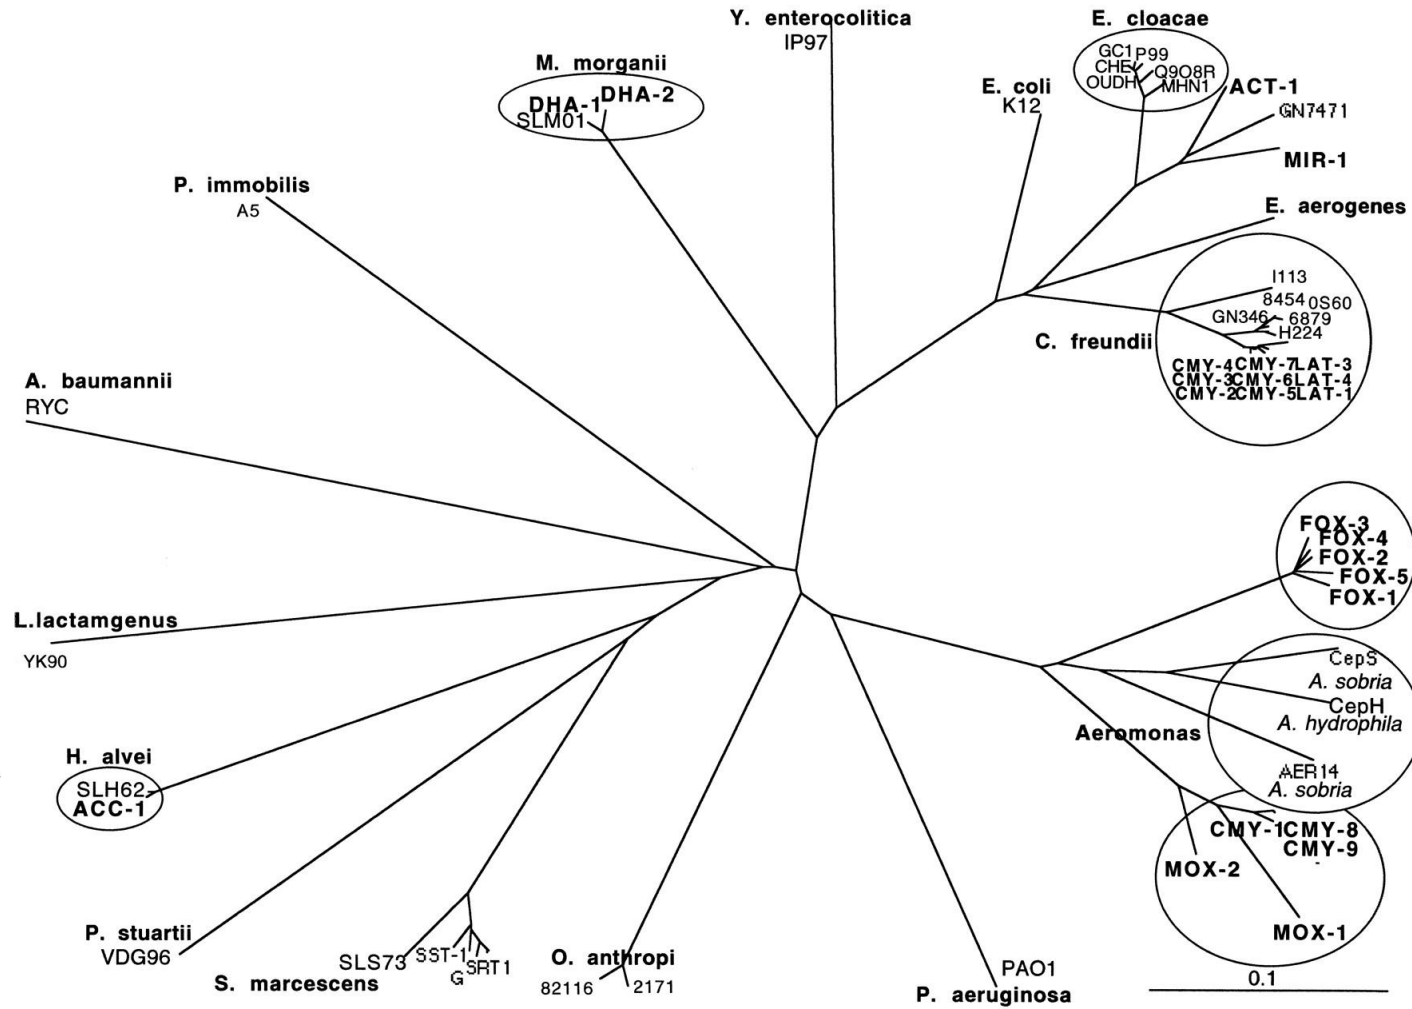 Y. enterocolitica
IP97
E. cloacae
GC1 P99
CHE
Q908R
OUDH
MHN1
M. morganii
DHA-1 DHA-2
SLM01
E. coli
K12
ACT-1
GN7471
MIR-1
P. immobilis
A5
E. aerogenes
I113
8454 0S60
GN346 6879
H224
C. freundii
CMY-4 CMY-7 LAT-3
CMY-3 CMY-6 LAT-4
CMY-2 CMY-5 LAT-1
A. baumannii
RYC
FOX-3
FOX-4
FOX-2
FOX-5
FOX-1
L.lactamgenus
YK90
CepS
A. sobria
CepH
A. hydrophila
Aeromonas
AER14
A. sobria
H. alvei
SLH62
ACC-1
CMY-1 CMY-8
CMY-9
MOX-2
MOX-1
P. stuartii
VDG96
SLS73
SST-1
G
SRT1
S. marcescens
O. anthropi
82116
2171
PAO1
P. aeruginosa
0.1